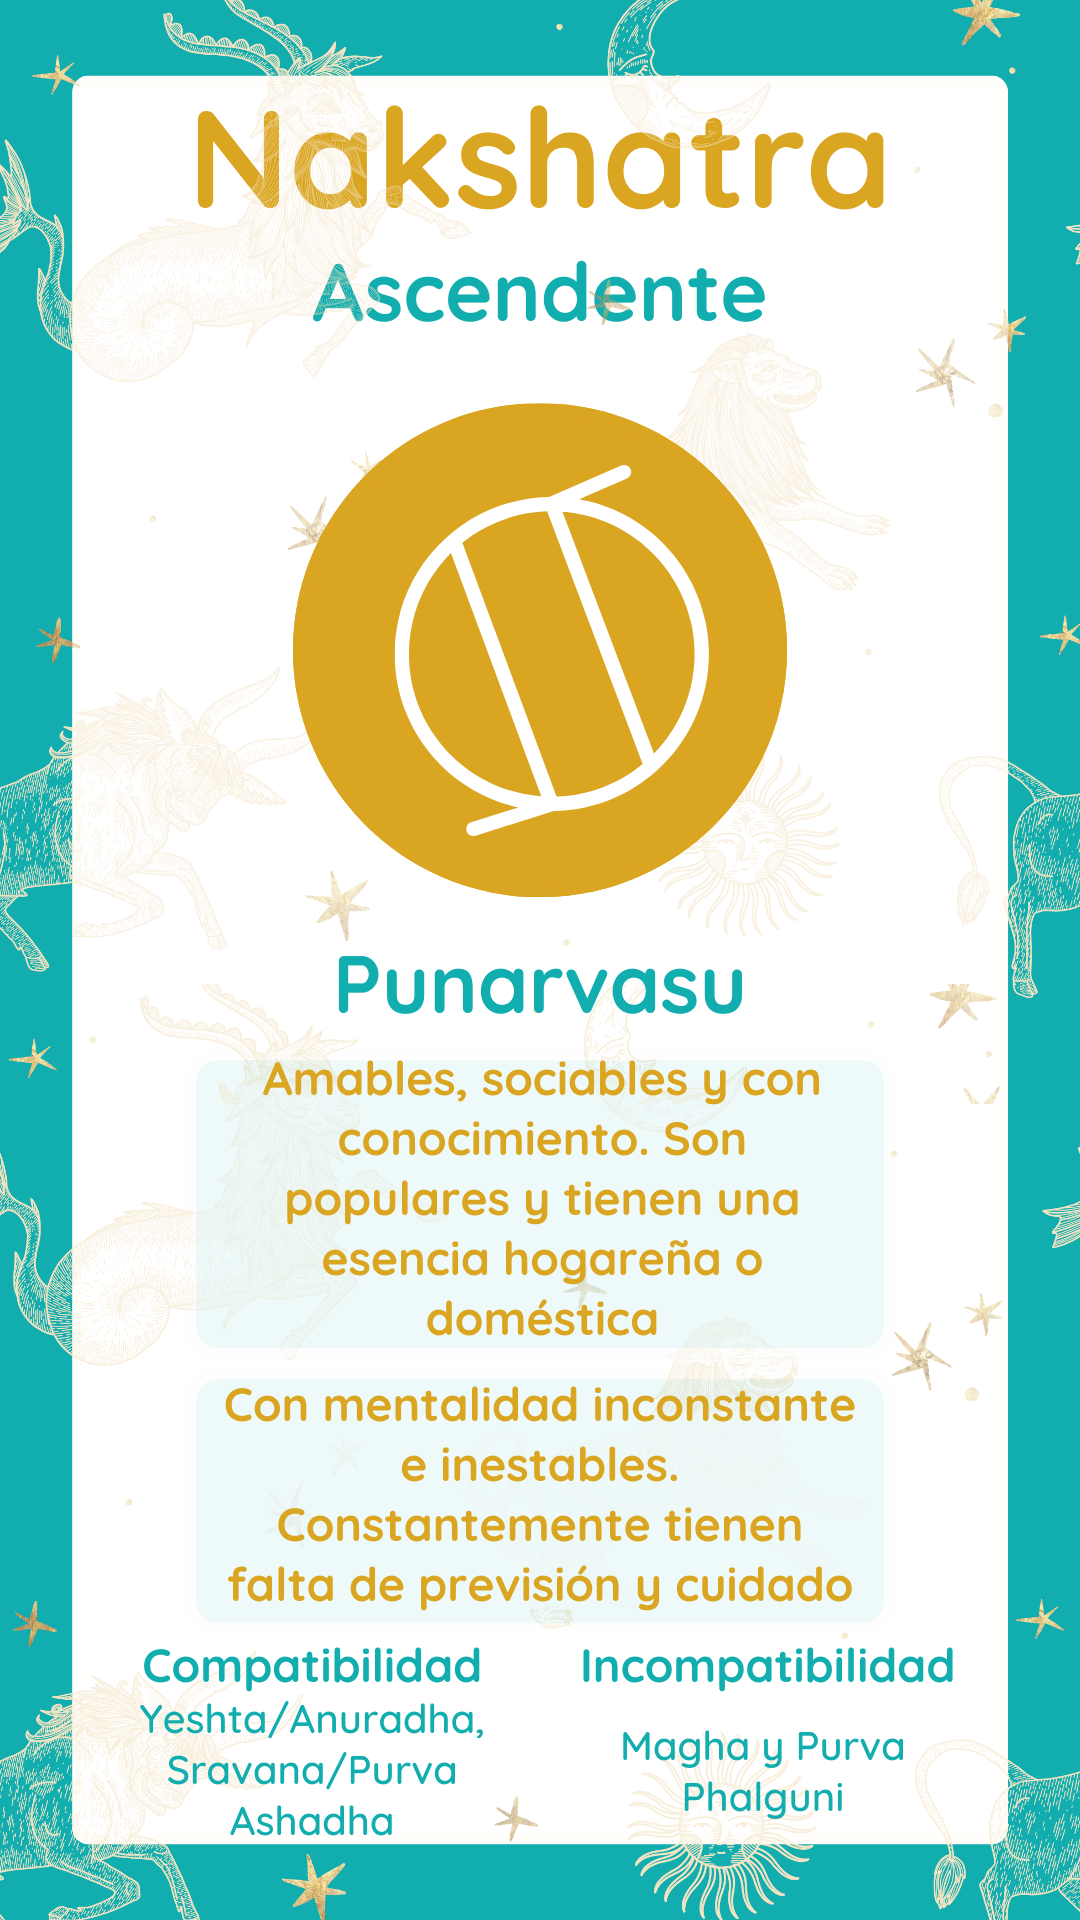 Nakshatra
Ascendente
Punarvasu
Amables, sociables y con
conocimiento. Son
populares y tienen una
esencia hogareña o
doméstica
Con mentalidad inconstante
e inestables.
Constantemente tienen
falta de previsión y cuidado
Compatibilidad
Yeshta/Anuradha,
Sravana/Purva
Ashadha
Incompatibilidad
Magha y Purva
Phalguni